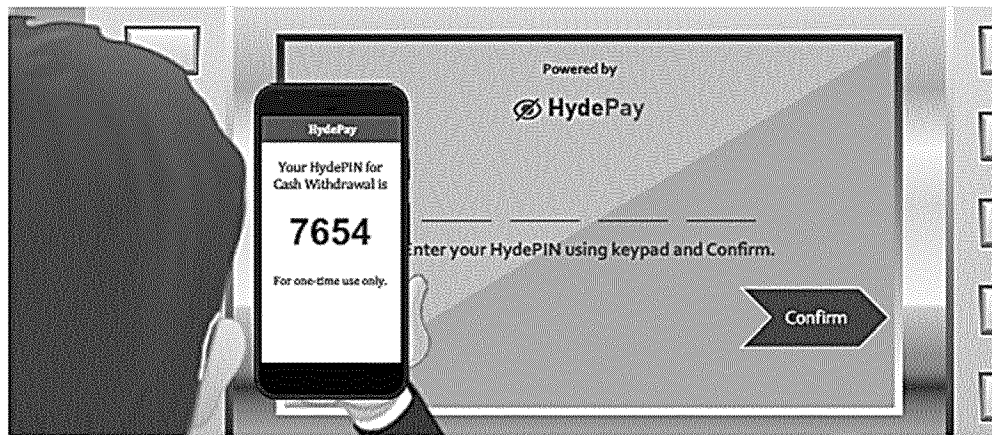 Powered by
HydePay
HydePay
Your HydePIN for
Cash Withdrawal is
7654
For one-time use only.
nter your HydePIN using keypad and Confirm.
Confirm